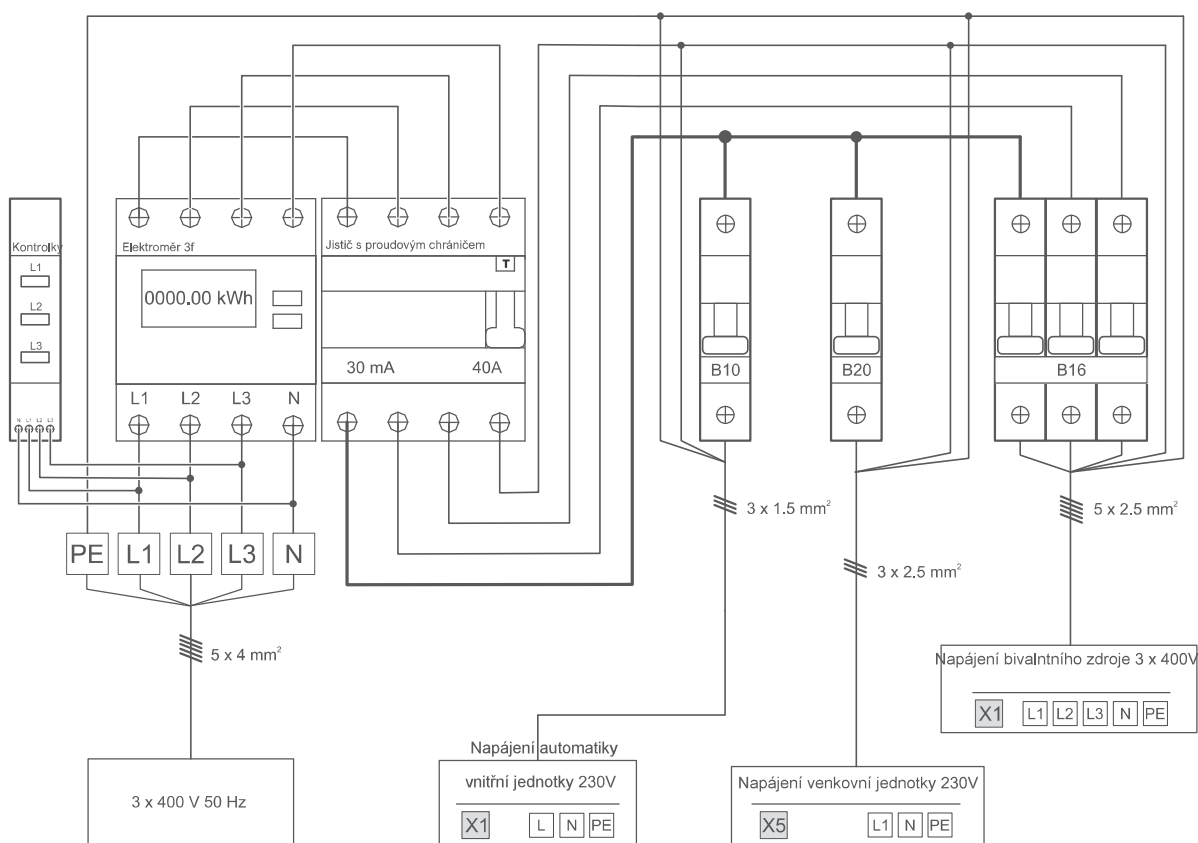 Kontrolky
L1
L2
L3
N L1 L2 L3
Elektroměr 3f
0000.00 kWh
L1 L2 L3 N
Jistič s proudovým chráničem
T
30 mA 40A
B10
B20
B16
3 x 1.5 mm²
5 x 2.5 mm²
3 x 2.5 mm²
PE L1 L2 L3 N
5 x 4 mm²
3 x 400 V 50 Hz
Napájení automatiky
vnitřní jednotky 230V
X1 L N PE
Napájení venkovní jednotky 230V
X5 L1 N PE
Napájení bivalntního zdroje 3 x 400V
X1 L1 L2 L3 N PE